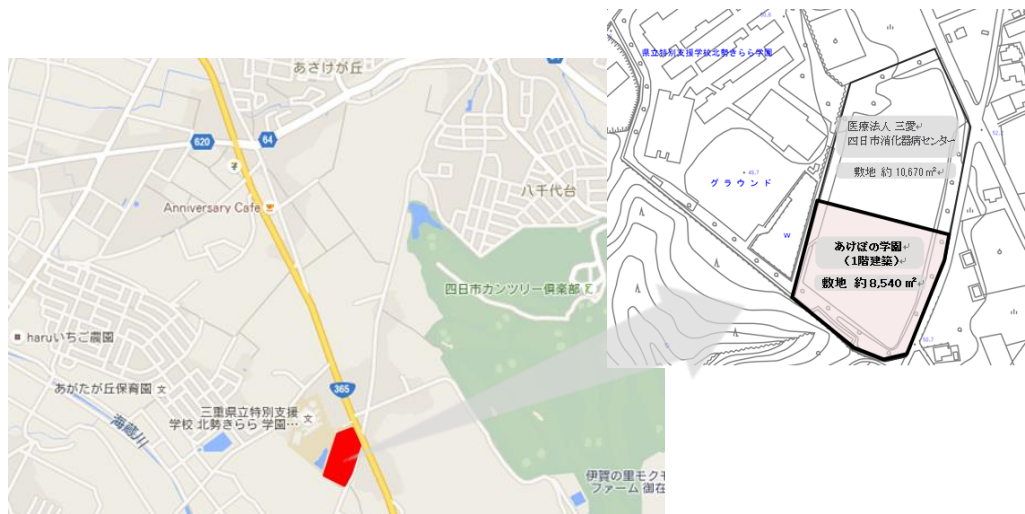 あさけが丘
64
620
Anniversary Cafe
八千代台
四日市カンツリー倶楽部
haruいちご農園
365
あがたが丘保育園
三重県立特別支援
学校 北勢きらら 学園…
海蔵川
伊賀の里モクモ
ファーム 御在
県立特別支援学校北勢きらら学園
医療法人 三愛
四日市消化器病センター
敷地 約 10,670 ㎡
グラウンド
W
あけぼの学園
（1階建築）
敷地 約 8,540 ㎡